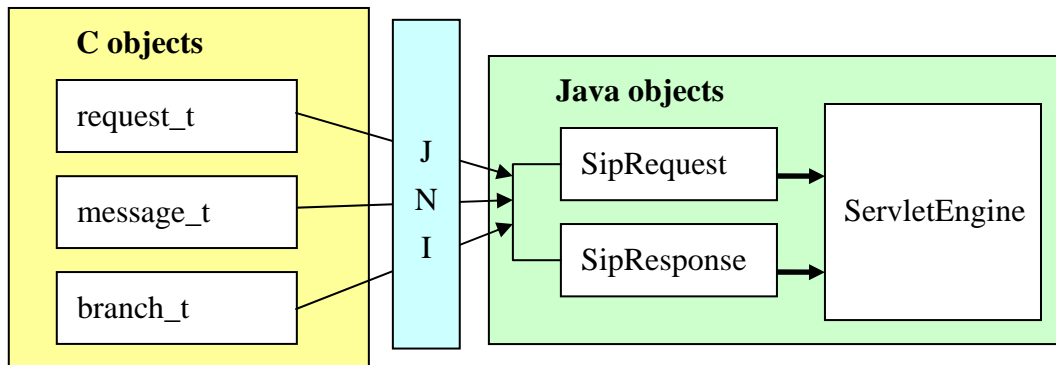 C objects
request_t
message_t
branch_t
J
N
I
Java objects
SipRequest
SipResponse
ServletEngine